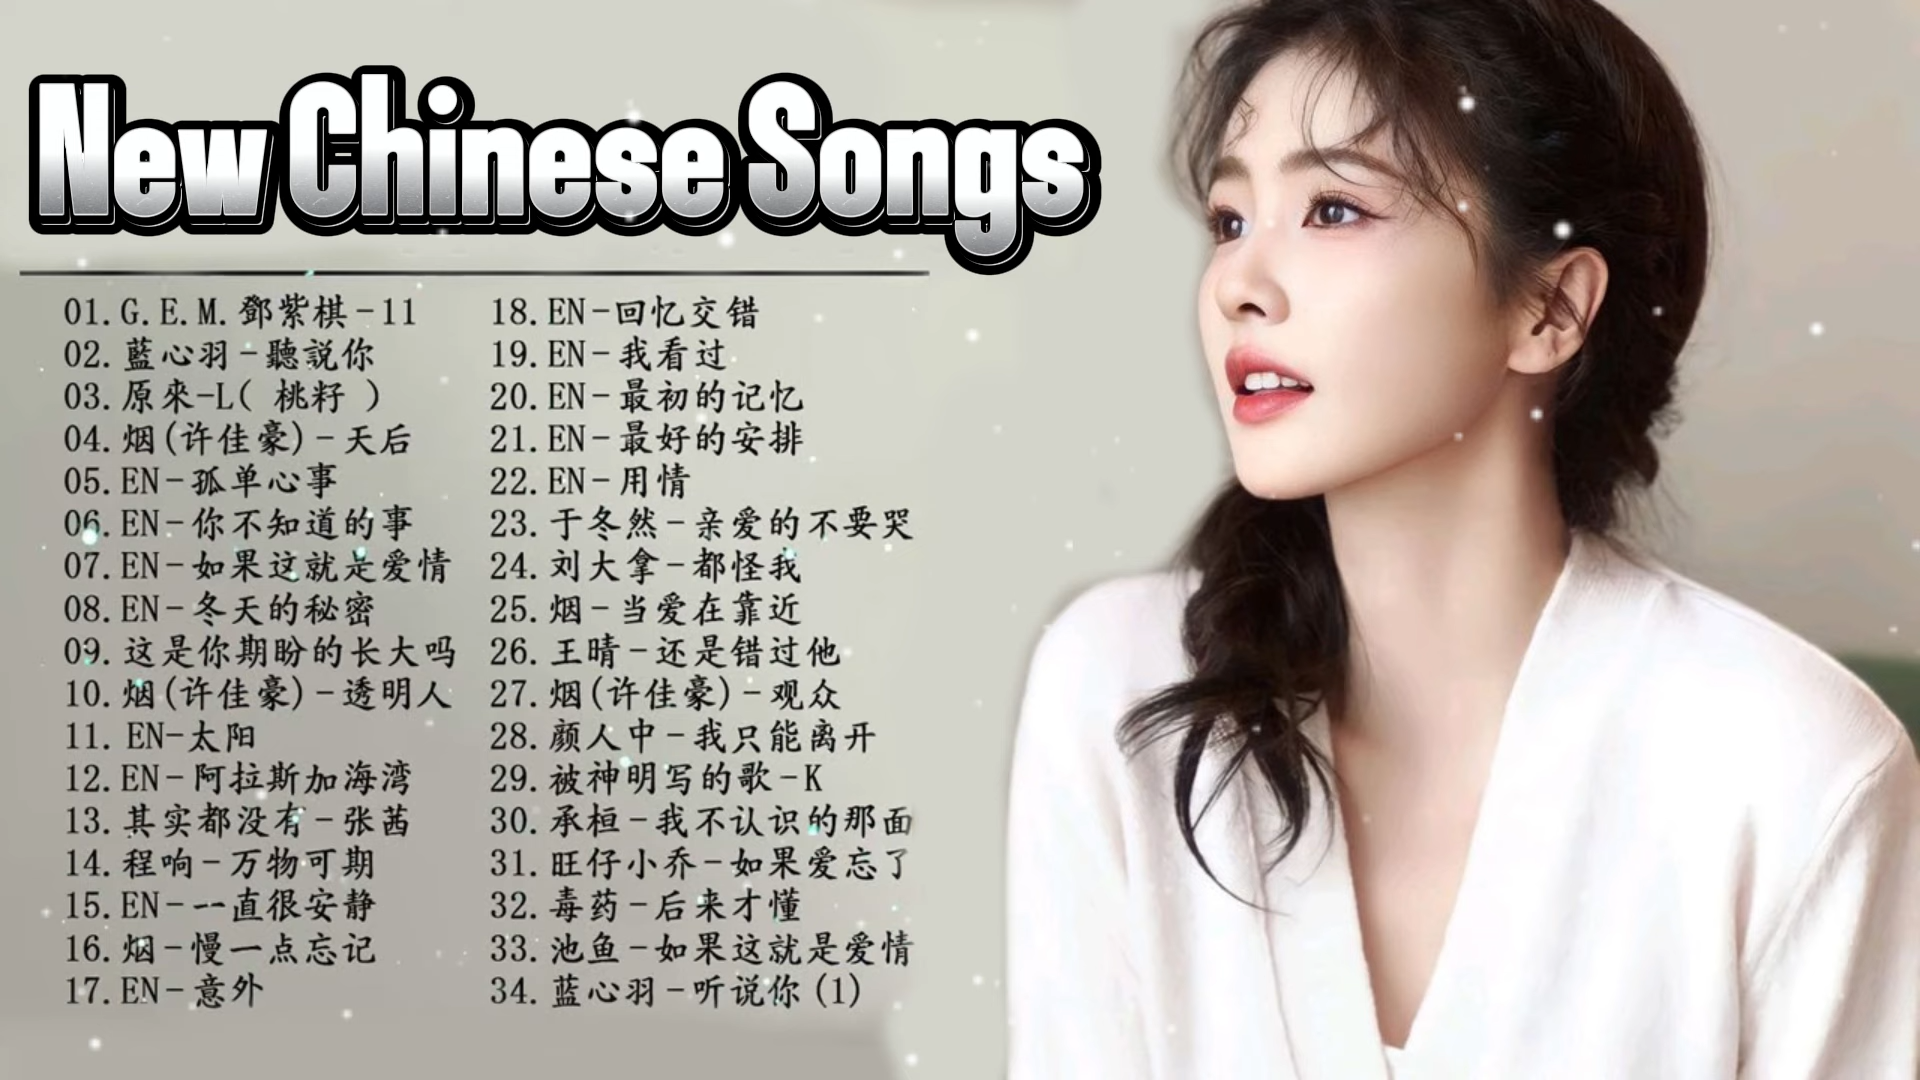 New Chinese Songs
01.G.E.M.鄧紫棋-11
02.藍心羽-聽説你
03.原來-L( 桃籽 )
04.烟(许佳豪)-天后
05.EN-孤单心事
06.EN-你不知道的事
07.EN-如果这就是爱情
08.EN-冬天的秘密
09.这是你期盼的长大吗
10.烟(许佳豪)-透明人
11. EN-太阳
12.EN-阿拉斯加海湾
13.其实都没有-张茜
14.程响-万物可期
15.EN-一直很安静
16.烟-慢一点忘记
17.EN-意外
18.EN-回忆交错
19.EN-我看过
20.EN-最初的记忆
21.EN-最好的安排
22.EN-用情
23.于冬然-亲爱的不要哭
24.刘大拿-都怪我
25.烟-当爱在靠近
26.王晴-还是错过他
27.烟(许佳豪)-观众
28.颜人中-我只能离开
29.被神明写的歌-K
30.承桓-我不认识的那面
31.旺仔小乔-如果爱忘了
32.毒药-后来才懂
33.池鱼-如果这就是爱情
34.蓝心羽-听说你(1)